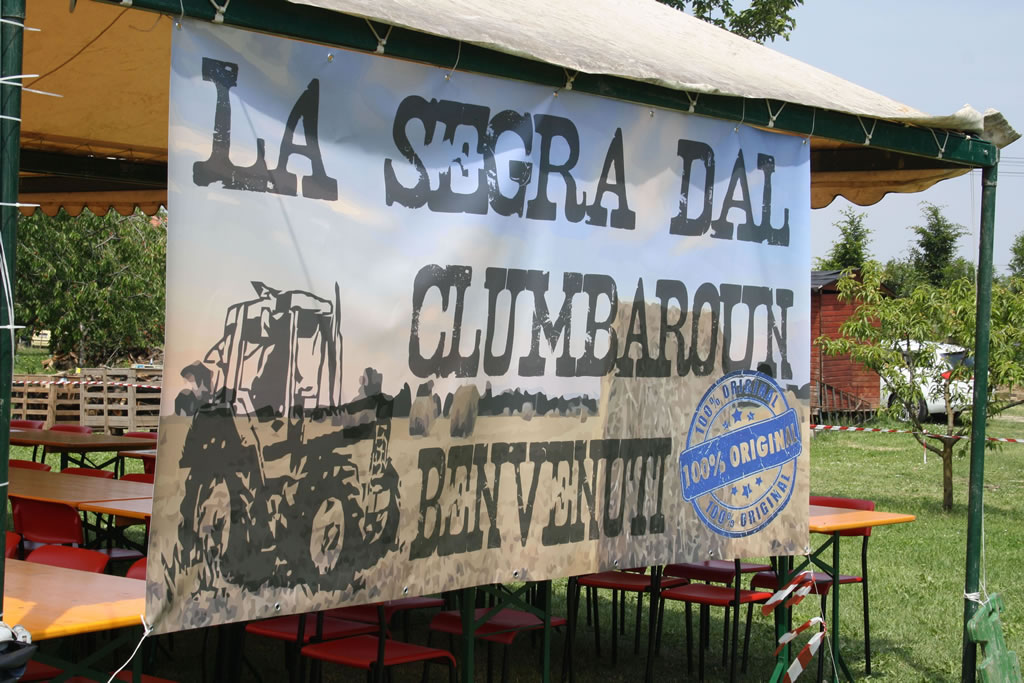 LA SEGRA DAL
CLUMBAROUN
BENVENUTI
100% ORIGINAL
100% ORIGINAL
100% ORIGINAL